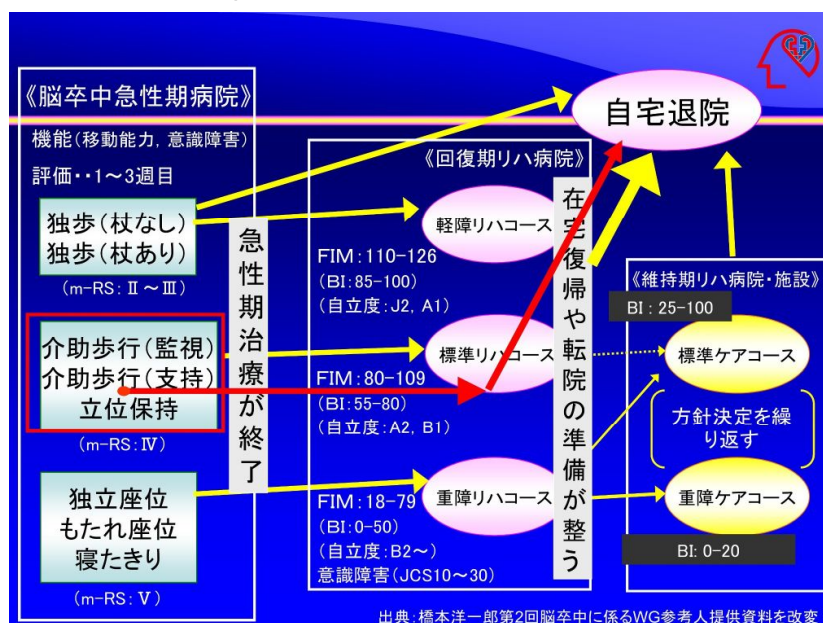 《脳卒中急性期病院》
機能(移動能力, 意識障害)
評価・・1～3週目
独歩(杖なし)
独歩(杖あり)
(m-RS: Ⅱ～Ⅲ)
介助歩行(監視)
介助歩行(支持)
立位保持
(m-RS: Ⅳ)
独立座位
もたれ座位
寝たきり
(m-RS: Ⅴ)
急性期治療が終了
《回復期リハ病院》
軽障リハコース
FIM:110-126
(BI:85-100)
(自立度:J2, A1)
標準リハコース
FIM:80-109
(BI:55-80)
(自立度:A2, B1)
重障リハコース
FIM:18-79
(BI:0-50)
(自立度:B2～)
意識障害(JCS10～30)
在宅復帰や転院の準備が整う
自宅退院
《維持期リハ病院・施設》
BI : 25-100
標準ケアコース
方針決定を繰
り返す
重障ケアコース
BI: 0-20
出典:橋本洋一郎第2回脳卒中に係るWG参考人提供資料を改変